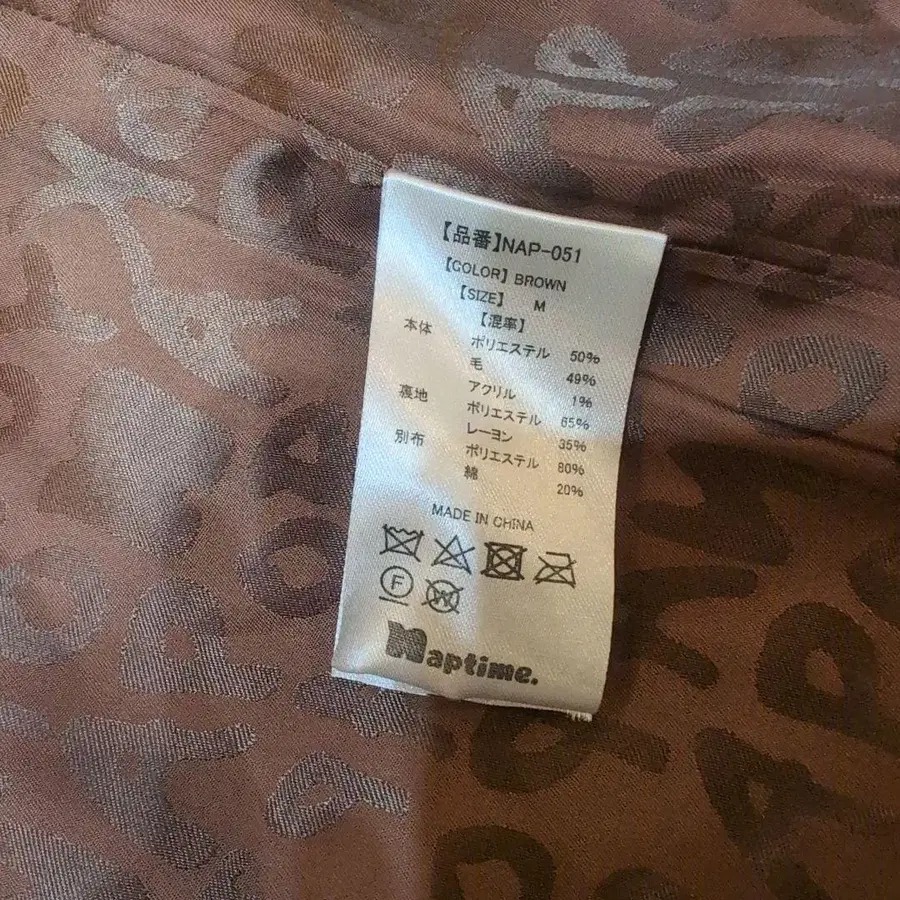 【品番】NAP-051
【COLOR】BROWN
【SIZE】 M
【混率】
本体 ポリエステル 50%
毛 49%
アクリル 1%
裏地 ポリエステル 65%
レーヨン 35%
別布 ポリエステル 80%
綿 20%
MADE IN CHINA
F W
Naptime.